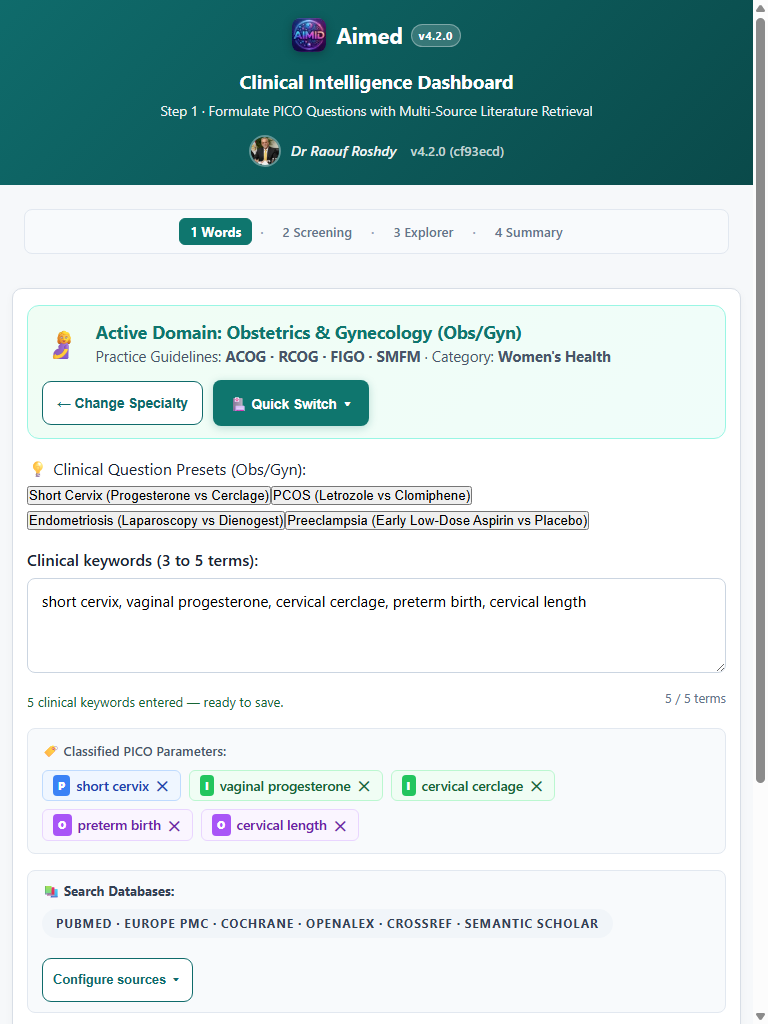 AIMID
Aimed v4.2.0
Clinical Intelligence Dashboard
Step 1 · Formulate PICO Questions with Multi-Source Literature Retrieval
Dr Raouf Roshdy v4.2.0 (cf93ecd)
1 Words · 2 Screening · 3 Explorer · 4 Summary
Active Domain: Obstetrics & Gynecology (Obs/Gyn)
Practice Guidelines: ACOG · RCOG · FIGO · SMFM · Category: Women's Health
← Change Specialty Quick Switch
Clinical Question Presets (Obs/Gyn):
Short Cervix (Progesterone vs Cerclage) PCOS (Letrozole vs Clomiphene)
Endometriosis (Laparoscopy vs Dienogest) Preeclampsia (Early Low-Dose Aspirin vs Placebo)
Clinical keywords (3 to 5 terms):
short cervix, vaginal progesterone, cervical cerclage, preterm birth, cervical length
5 clinical keywords entered — ready to save. 5 / 5 terms
Classified PICO Parameters:
P short cervix ✕ I vaginal progesterone ✕ I cervical cerclage ✕
O preterm birth ✕ O cervical length ✕
Search Databases:
PUBMED · EUROPE PMC · COCHRANE · OPENALEX · CROSSREF · SEMANTIC SCHOLAR
Configure sources